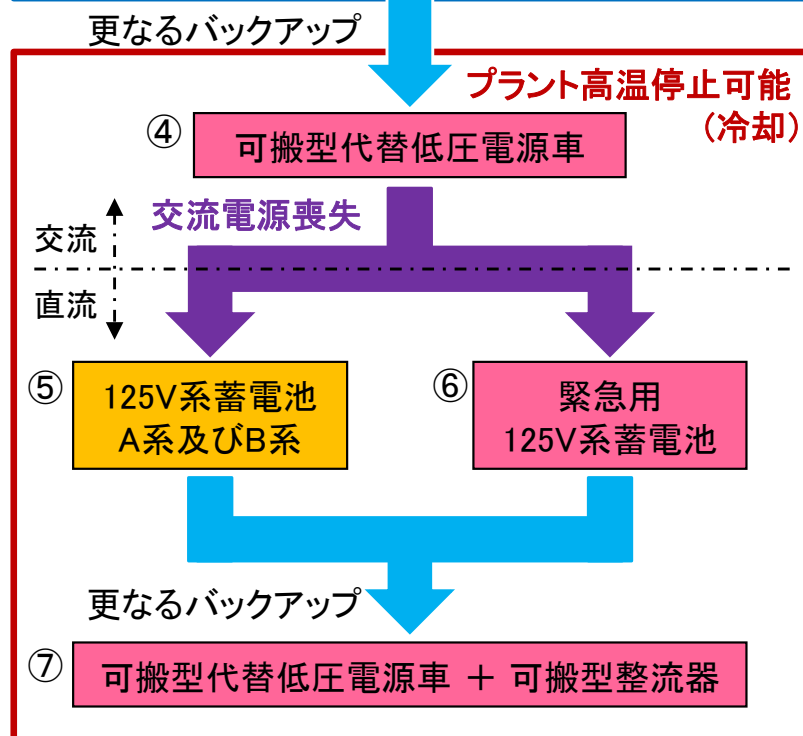 更なるバックアップ
プラント高温停止可能
（冷却）
④
可搬型代替低圧電源車
交流電源喪失
交流
直流
⑤
125V系蓄電池
A系及びB系
⑥
緊急用
125V系蓄電池
更なるバックアップ
⑦
可搬型代替低圧電源車 ＋ 可搬型整流器